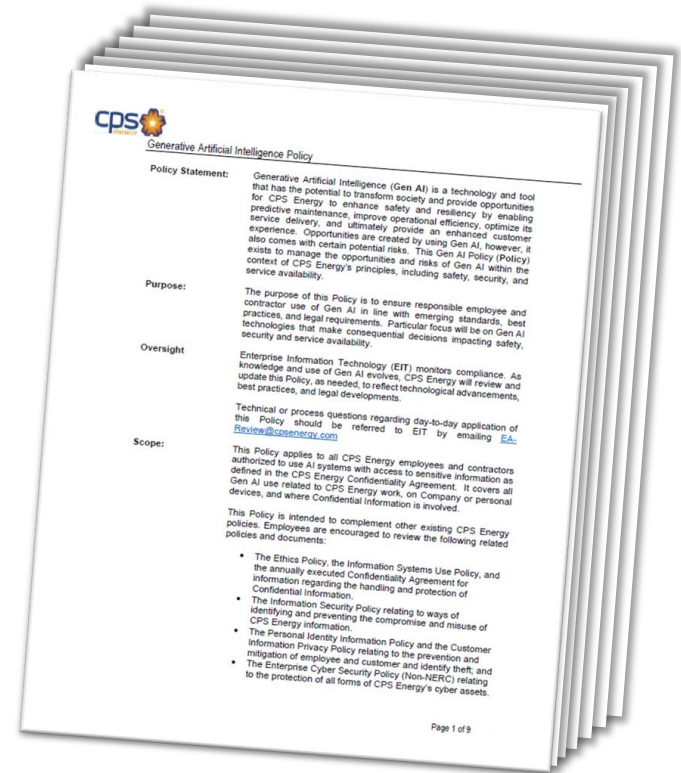 cps
ENERGY
Generative Artificial Intelligence Policy
Policy Statement:
Generative Artificial Intelligence (Gen AI) is a technology and tool
that has the potential to transform society and provide opportunities
for CPS Energy to enhance safety and resiliency by enabling
predictive maintenance, improve operational efficiency, optimize its
service delivery, and ultimately provide an enhanced customer
experience. Opportunities are created by using Gen AI, however, it
also comes with certain potential risks. This Gen AI Policy (Policy)
exists to manage the opportunities and risks of Gen AI within the
context of CPS Energy's principles, including safety, security, and
service availability.
Purpose:
The purpose of this Policy is to ensure responsible employee and
contractor use of Gen AI in line with emerging standards, best
practices, and legal requirements. Particular focus will be on Gen AI
technologies that make consequential decisions impacting safety,
security and service availability.
Oversight
Enterprise Information Technology (EIT) monitors compliance. As
knowledge and use of Gen AI evolves, CPS Energy will review and
update this Policy, as needed, to reflect technological advancements,
best practices, and legal developments.
Technical or process questions regarding day-to-day application of
this Policy should be referred to EIT by emailing EA-
Review@cpsenergy.com
Scope:
This Policy applies to all CPS Energy employees and contractors
authorized to use AI systems with access to sensitive information as
defined in the CPS Energy Confidentiality Agreement. It covers all
Gen AI use related to CPS Energy work, on Company or personal
devices, and where Confidential Information is involved.
This Policy is intended to complement other existing CPS Energy
policies. Employees are encouraged to review the following related
policies and documents:
• The Ethics Policy, the Information Systems Use Policy, and
the annually executed Confidentiality Agreement for
information regarding the handling and protection of
Confidential Information.
• The Information Security Policy relating to ways of
identifying and preventing the compromise and misuse of
CPS Energy information.
• The Personal Identity Information Policy and the Customer
Information Privacy Policy relating to the prevention and
mitigation of employee and customer and identify theft; and
• The Enterprise Cyber Security Policy (Non-NERC) relating
to the protection of all forms of CPS Energy's cyber assets.
Page 1 of 9